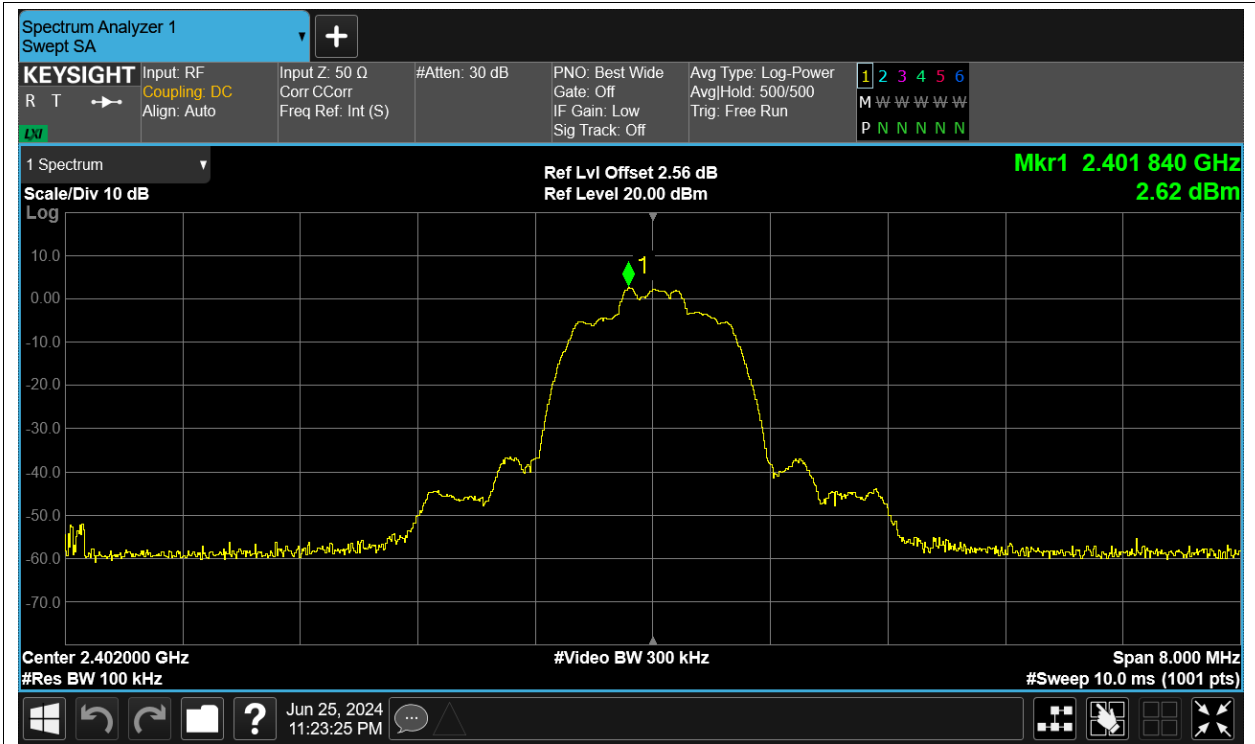 Spectrum Analyzer 1
Swept SA
+
KEYSIGHT
R T
LXI
Input: RF
Coupling: DC
Align: Auto
Input Z: 50 Ω
Corr CCorr
Freq Ref: Int (S)
#Atten: 30 dB
PNO: Best Wide
Gate: Off
IF Gain: Low
Sig Track: Off
Avg Type: Log-Power
Avg|Hold: 500/500
Trig: Free Run
1 2 3 4 5 6
M W W W W W
P N N N N N
1 Spectrum
Scale/Div 10 dB
Log
Ref Lvl Offset 2.56 dB
Ref Level 20.00 dBm
Mkr1 2.401 840 GHz
2.62 dBm
1
10.0
0.00
-10.0
-20.0
-30.0
-40.0
-50.0
-60.0
-70.0
Center 2.402000 GHz
#Res BW 100 kHz
#Video BW 300 kHz
Span 8.000 MHz
#Sweep 10.0 ms (1001 pts)
?
Jun 25, 2024
11:23:25 PM